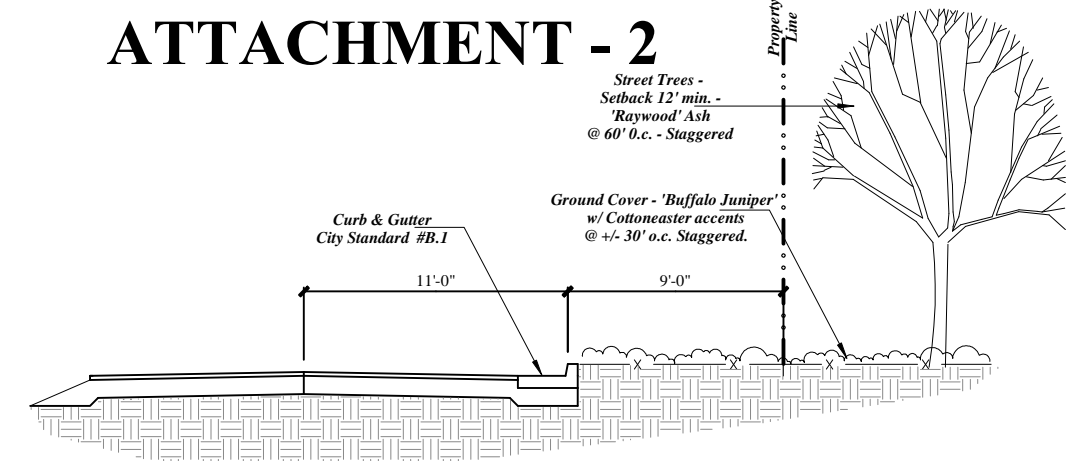 ATTACHMENT - 2
Property
Line
Street Trees -
Setback 12' min. -
'Raywood' Ash
@ 60' 0.c. - Staggered
Ground Cover - 'Buffalo Juniper'
w/ Cottoneaster accents
@ +/- 30' o.c. Staggered.
Curb & Gutter
City Standard #B.1
11'-0"
9'-0"
X X X X